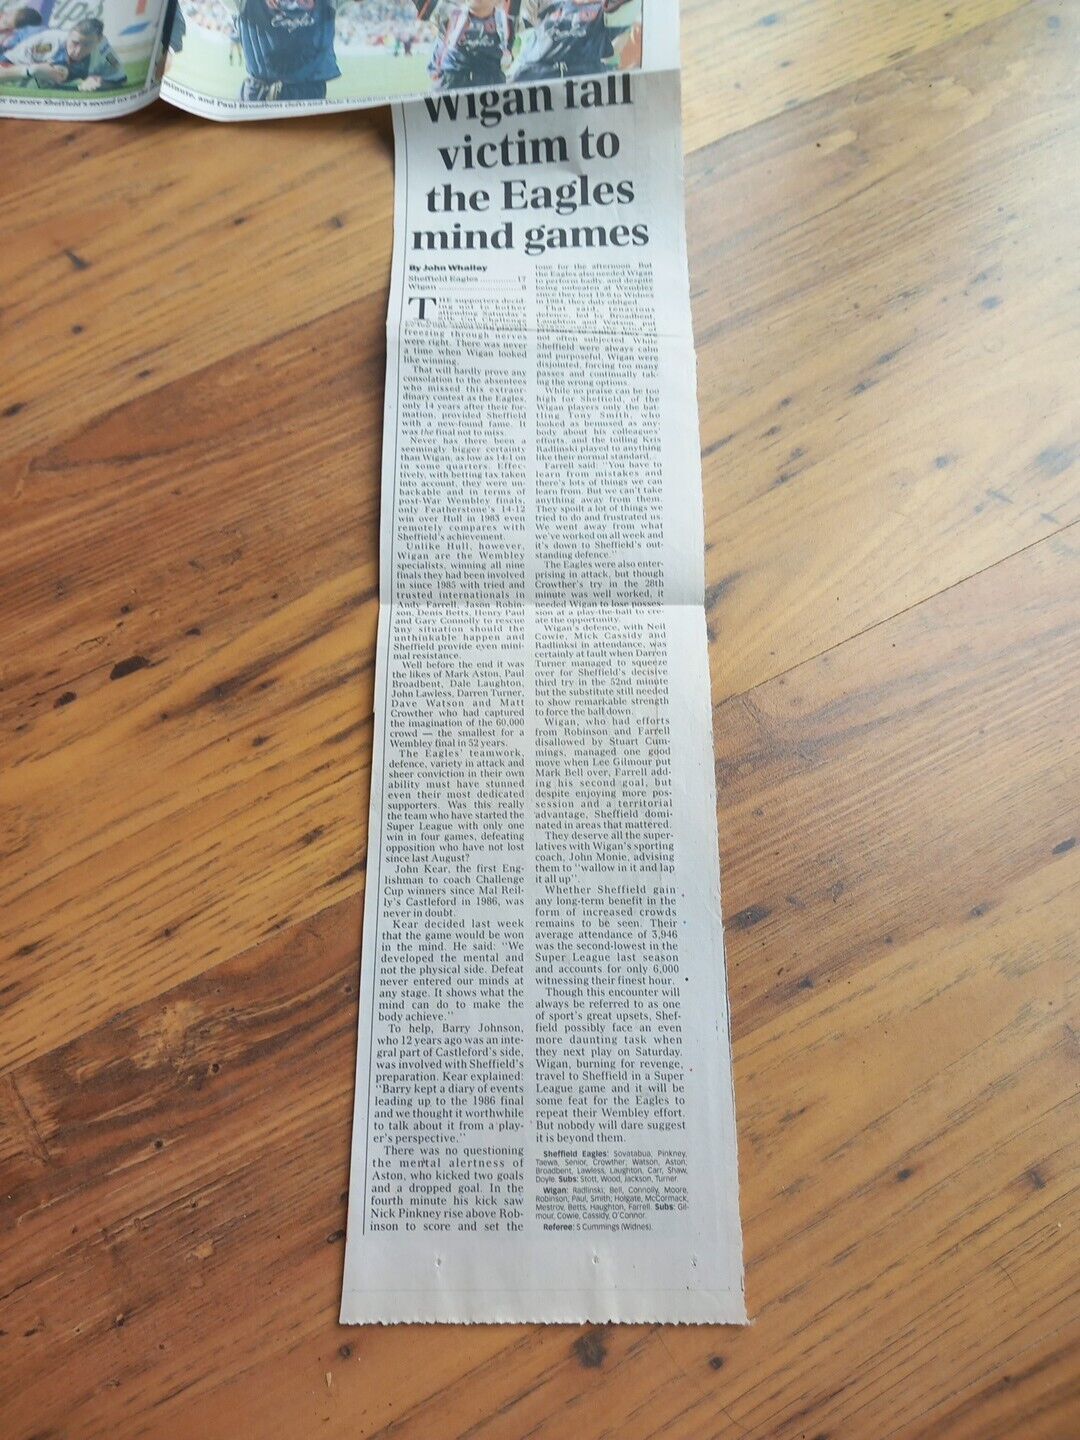 Eagles
minute, and Paul Broadbent
to score Sheffield's second try in
Wigan fall
victim to
the Eagles
mind games
By John Whalley
Sheffield Eagles ............ 17
Wigan ............ 8
THE supporters decid-
ing not to bother
attending Saturday's
Challenge
freezing through nerves
were right. There was never
a time when Wigan looked
like winning.
That will hardly prove any
consolation to the absentees
who missed this extraor-
dinary contest as the Eagles,
only 14 years after their for-
mation, provided Sheffield
with a new-found fame. It
was the final not to miss.
Never has there been a
seemingly bigger certainty
than Wigan, as low as 14-1 on
in some quarters. Effec-
tively, with betting tax taken
into account, they were un-
backable and in terms of
post-War Wembley finals,
only Featherstone's 14-12
win over Hull in 1983 even
remotely compares with
Sheffield's achievement.
Unlike Hull, however,
Wigan are the Wembley
specialists, winning all nine
finals they had been involved
in since 1985 with tried and
trusted internationals in
Andy Farrell, Jason Robin-
son, Denis Betts, Henry Paul
and Gary Connolly to rescue
any situation should the
unthinkable happen and
Sheffield provide even mini-
mal resistance.
Well before the end it was
the likes of Mark Aston, Paul
Broadbent, Dale Laughton,
John Lawless, Darren Turner,
Dave Watson and Matt
Crowther who had captured
the imagination of the 60,000
crowd — the smallest for a
Wembley final in 52 years.
The Eagles' teamwork,
defence, variety in attack and
sheer conviction in their own
ability must have stunned
even their most dedicated
supporters. Was this really
the team who have started the
Super League with only one
win in four games, defeating
opposition who have not lost
since last August?
John Kear, the first Eng-
lishman to coach Challenge
Cup winners since Mal Reil-
ly's Castleford in 1986, was
never in doubt.
Kear decided last week
that the game would be won
in the mind. He said: "We
developed the mental and
not the physical side. Defeat
never entered our minds at
any stage. It shows what the
mind can do to make the
body achieve."
To help, Barry Johnson,
who 12 years ago was an inte-
gral part of Castleford's side,
was involved with Sheffield's
preparation. Kear explained:
"Barry kept a diary of events
leading up to the 1986 final
and we thought it worthwhile
to talk about it from a play-
er's perspective."
There was no questioning
the mental alertness of
Aston, who kicked two goals
and a dropped goal. In the
fourth minute his kick saw
Nick Pinkney rise above Rob-
inson to score and set the
tone for the afternoon. But
the Eagles also needed Wigan
to perform badly, and despite
being unbeaten at Wembley
since they lost 19-6 to Widnes
in 1984, they duly obliged.
That said, tenacious
defence, led by Broadbent,
Laughton and Watson, put
not often subjected. While
Sheffield were always calm
and purposeful, Wigan were
disjointed, forcing too many
passes and continually tak-
ing the wrong options.
While no praise can be too
high for Sheffield, of the
Wigan players only the bat-
tling Tony Smith, who
looked as bemused as any-
body about his colleagues'
efforts, and the toiling Kris
Radlinski played to anything
like their normal standard.
Farrell said: "You have to
learn from mistakes and
there's lots of things we can
learn from. But we can't take
anything away from them.
They spoilt a lot of things we
tried to do and frustrated us.
We went away from what
we've worked on all week and
it's down to Sheffield's out-
standing defence."
The Eagles were also enter-
prising in attack, but though
Crowther's try in the 28th
minute was well worked, it
needed Wigan to lose posses-
sion at a play-the-ball to cre-
ate the opportunity.
Wigan's defence, with Neil
Cowie, Mick Cassidy and
Radlinksi in attendance, was
certainly at fault when Darren
Turner managed to squeeze
over for Sheffield's decisive
third try in the 52nd minute
but the substitute still needed
to show remarkable strength
to force the ball down.
Wigan, who had efforts
from Robinson and Farrell
disallowed by Stuart Cum-
mings, managed one good
move when Lee Gilmour put
Mark Bell over, Farrell add-
ing his second goal, but
despite enjoying more pos-
session and a territorial
advantage, Sheffield domi-
nated in areas that mattered.
They deserve all the super-
latives with Wigan's sporting
coach, John Monie, advising
them to "wallow in it and lap
it all up".
Whether Sheffield gain
any long-term benefit in the
form of increased crowds
remains to be seen. Their
average attendance of 3,946
was the second-lowest in the
Super League last season
and accounts for only 6,000
witnessing their finest hour.
Though this encounter will
always be referred to as one
of sport's great upsets, Shef-
field possibly face an even
more daunting task when
they next play on Saturday.
Wigan, burning for revenge,
travel to Sheffield in a Super
League game and it will be
some feat for the Eagles to
repeat their Wembley effort.
But nobody will dare suggest
it is beyond them.
Sheffield Eagles: Sovatabua, Pinkney,
Taewa, Senior, Crowther, Watson, Aston,
Broadbent, Lawless, Laughton, Carr, Shaw,
Doyle. Subs: Stott, Wood, Jackson, Turner.
Wigan: Radlinski, Bell, Connolly, Moore,
Robinson, Paul, Smith, Holgate, McCormack,
Mestrov, Betts, Haughton, Farrell. Subs: Gil-
mour, Cowie, Cassidy, O'Connor.
Referee: S Cummings (Widnes).